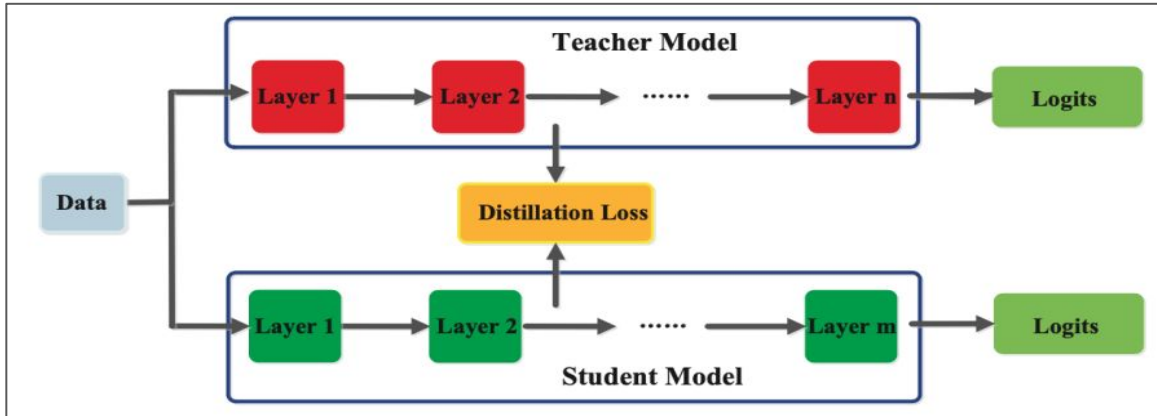 Teacher Model
Layer 1
Layer 2
......
Layer n
Logits
Data
Distillation Loss
Layer 1
Layer 2
......
Layer m
Logits
Student Model